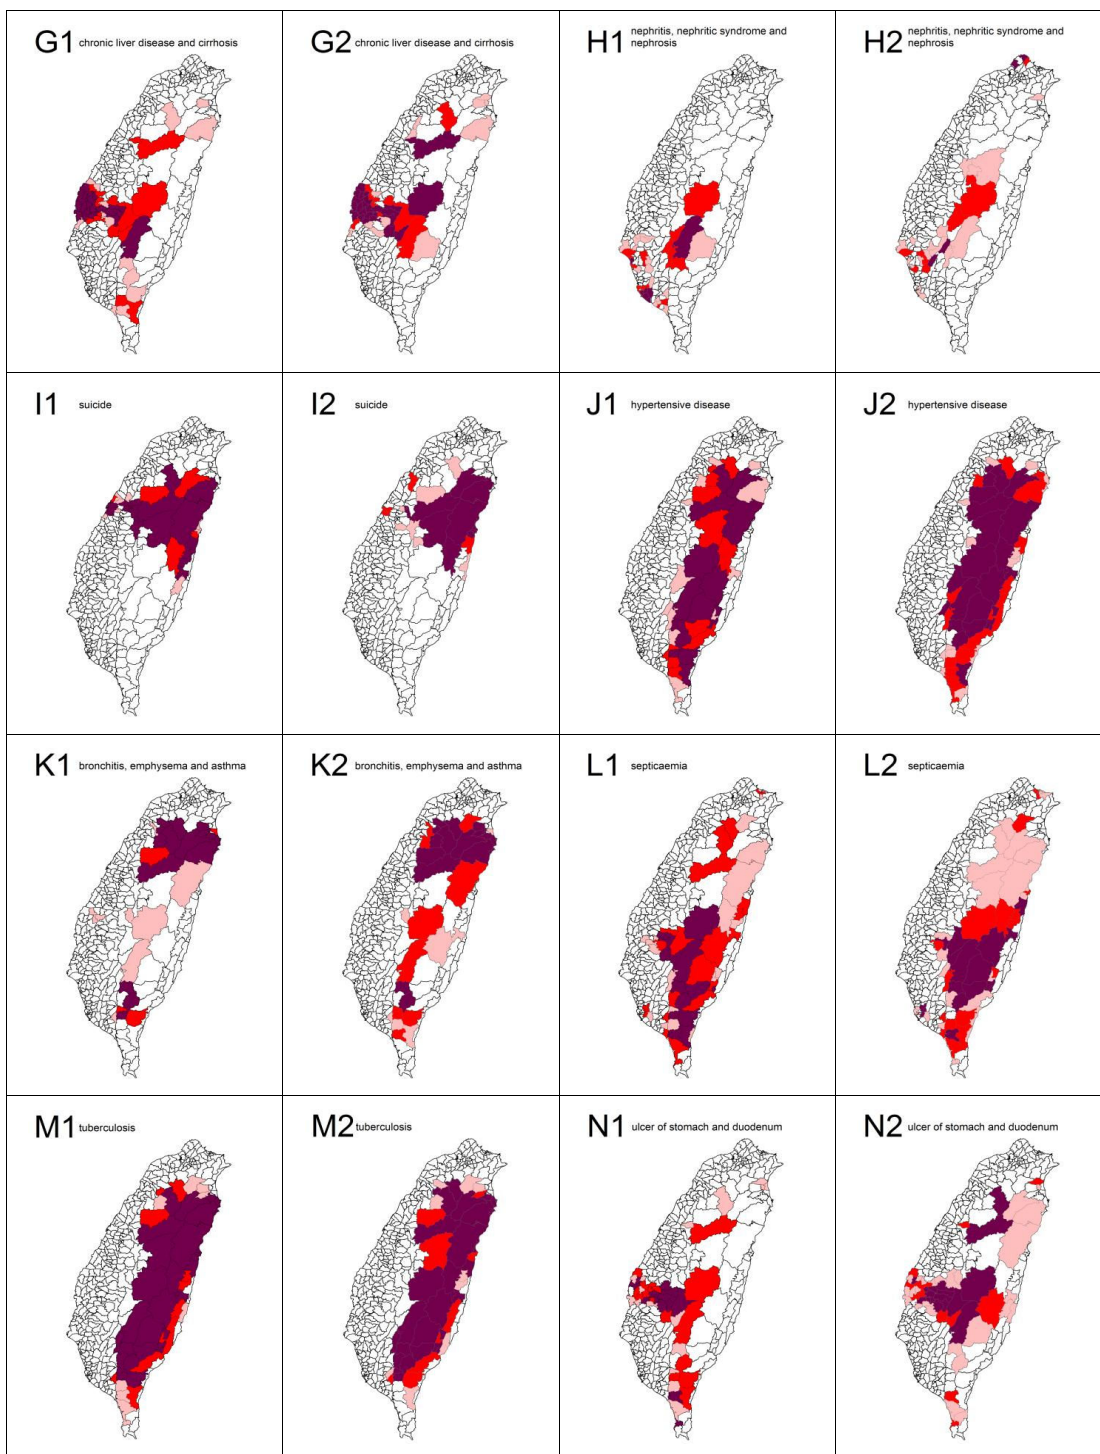 G1 chronic liver disease and cirrhosis
G2 chronic liver disease and cirrhosis
H1 nephritis, nephritic syndrome and
nephrosis
H2 nephritis, nephritic syndrome and
nephrosis
I1 suicide
I2 suicide
J1 hypertensive disease
J2 hypertensive disease
K1 bronchitis, emphysema and asthma
K2 bronchitis, emphysema and asthma
L1 septicaemia
L2 septicaemia
M1 tuberculosis
M2 tuberculosis
N1 ulcer of stomach and duodenum
N2 ulcer of stomach and duodenum